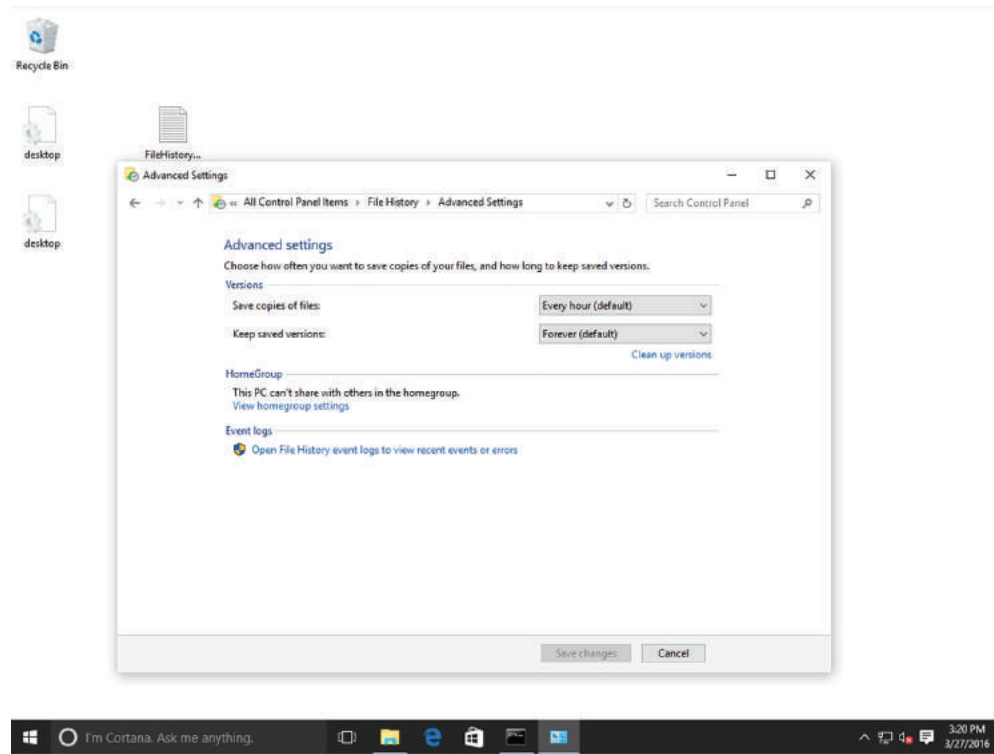 Recycle Bin
desktop
FileHistory...
desktop
Advanced Settings
« All Control Panel Items > File History > Advanced Settings
Search Control Panel
Advanced settings
Choose how often you want to save copies of your files, and how long to keep saved versions.
Versions
Save copies of files:
Every hour (default)
Keep saved versions:
Forever (default)
Clean up versions
HomeGroup
This PC can't share with others in the homegroup.
View homegroup settings
Event logs
Open File History event logs to view recent events or errors
Save changes
Cancel
I'm Cortana. Ask me anything.
3:20 PM
3/27/2016